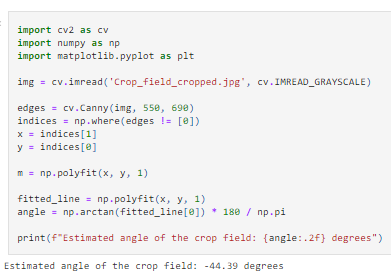 import cv2 as cv
import numpy as np
import matplotlib.pyplot as plt
img = cv.imread('Crop_field_cropped.jpg', cv.IMREAD_GRAYSCALE)
edges = cv.Canny(img, 550, 690)
indices = np.where(edges != [0])
x = indices[1]
y = indices[0]
m = np.polyfit(x, y, 1)
fitted_line = np.polyfit(x, y, 1)
angle = np.arctan(fitted_line[0]) * 180 / np.pi
print(f"Estimated angle of the crop field: {angle:.2f} degrees")
Estimated angle of the crop field: -44.39 degrees